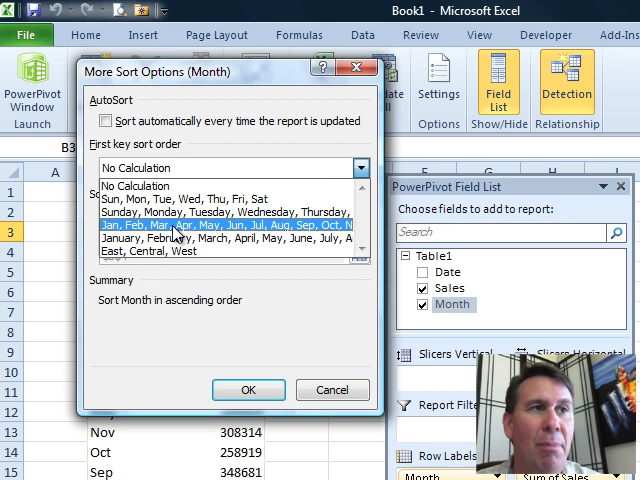 Book1 - Microsoft Excel
File Home Insert Page Layout Formulas Data Review View Developer Add-Ins
PowerPivot
Window
Launch
Settings
Options
Field
List
Show/Hide
Detection
Relationship
More Sort Options (Month)
AutoSort
Sort automatically every time the report is updated
First key sort order
No Calculation
No Calculation
Sun, Mon, Tue, Wed, Thu, Fri, Sat
Sunday, Monday, Tuesday, Wednesday, Thursday,
Jan, Feb, Mar, Apr, May, Jun, Jul, Aug, Sep, Oct, N
January, February, March, April, May, June, July, A
East, Central, West
Summary
Sort Month in ascending order
OK Cancel
B3
A
1
2
3
4
5
6
7
8
9
10
11
12
13 Nov 308314
14 Oct 258919
15 Sep 348681
PowerPivot Field List
Choose fields to add to report:
Search
Table1
Date
Sales
Month
Slicers Vertical Slicers Horizontal
Report Filte
Row Labels
Month Sum of Sales